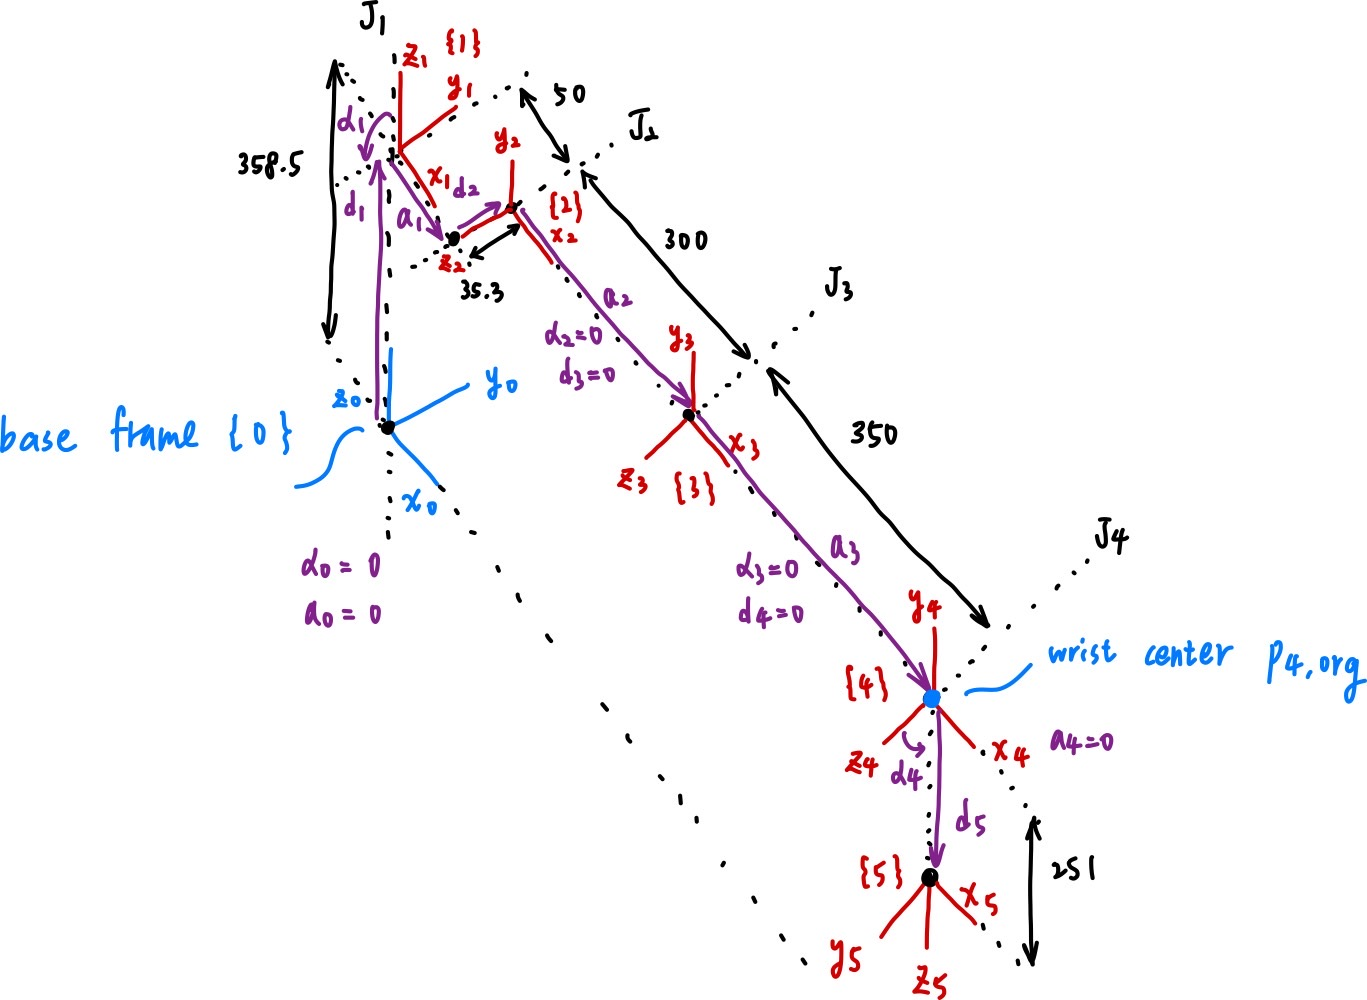 J1
z1 {1}
y1
50
α1
y2
J2
358.5
x1
d2
{2}
d1
a1
x2
300
z2
35.3
J3
a2
α2=0
y3
d3=0
z0
y0
base frame {0}
x3
350
z3
{3}
x0
J4
α0= 0
a3
α3=0
a0= 0
d4=0
y4
wrist center P4,org
{4}
z4
x4
a4=0
α4
d5
{5}
251
x5
y5
z5